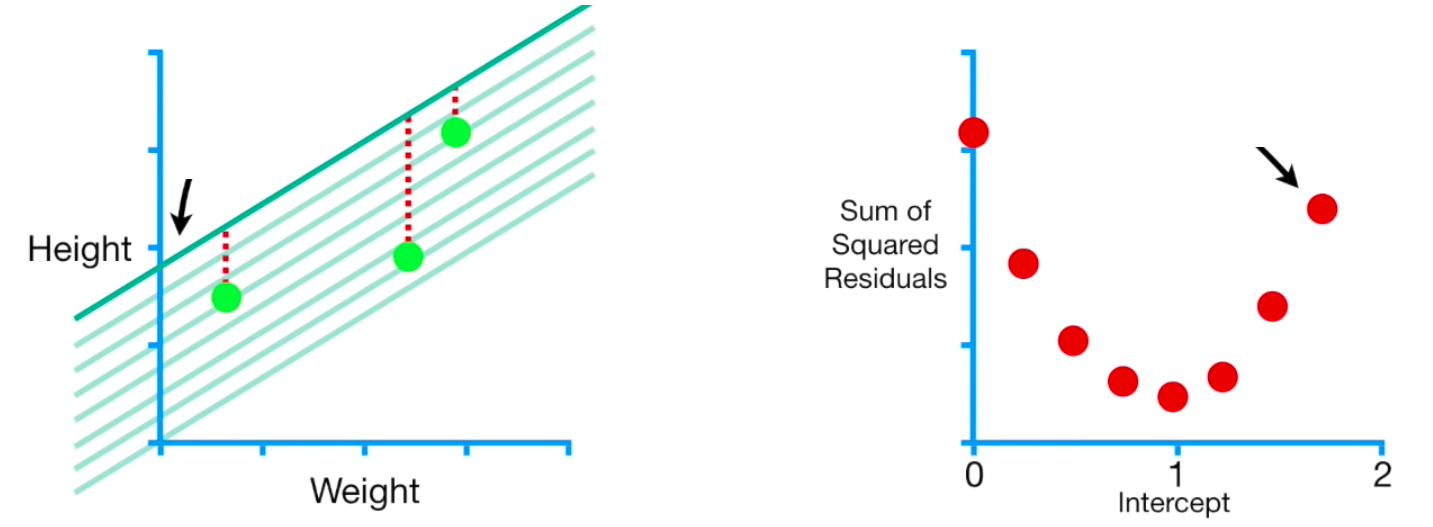 Height
Weight
Sum of
Squared
Residuals
0
1
2
Intercept